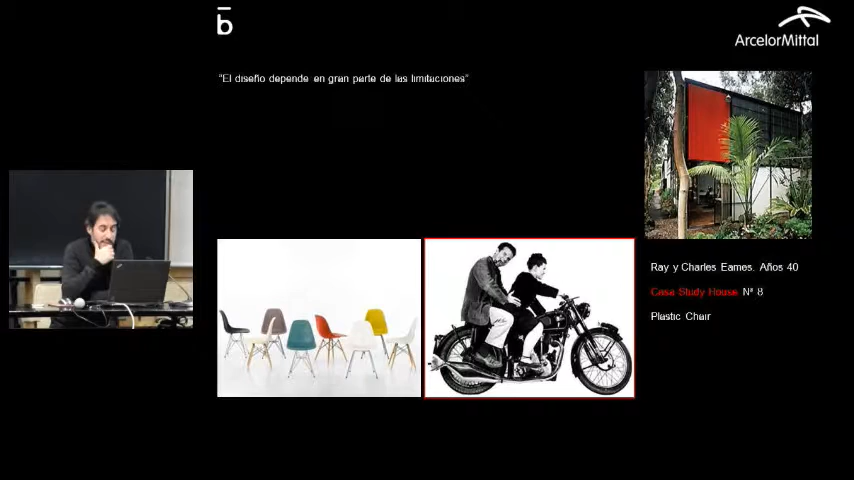 b
ArcelorMittal
"El diseño depende en gran parte de las limitaciones"
Ray y Charles Eames. Años 40
Casa Study House Nº 8
Plastic Chair